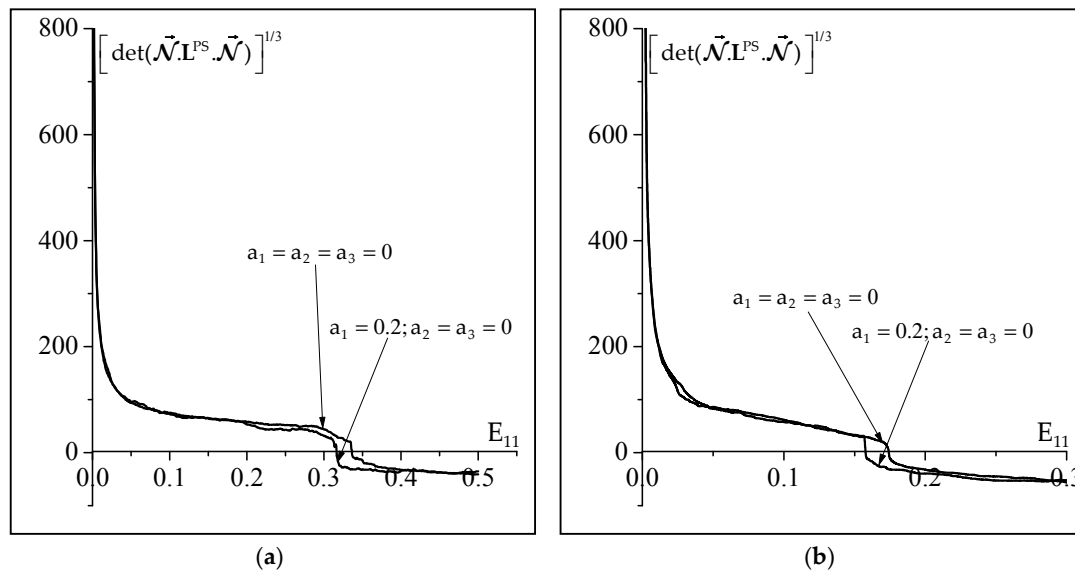 800
[det(𝓝⃗.L^PS.𝓝⃗)]^1/3
600
400
a₁ = a₂ = a₃ = 0
a₁ = 0.2; a₂ = a₃ = 0
200
E₁₁
0
0.0 0.1 0.2 0.3 0.4 0.5
(a)
800
[det(𝓝⃗.L^PS.𝓝⃗)]^1/3
600
400
a₁ = a₂ = a₃ = 0
a₁ = 0.2; a₂ = a₃ = 0
200
E₁₁
0
0.0 0.1 0.2 0.3
(b)